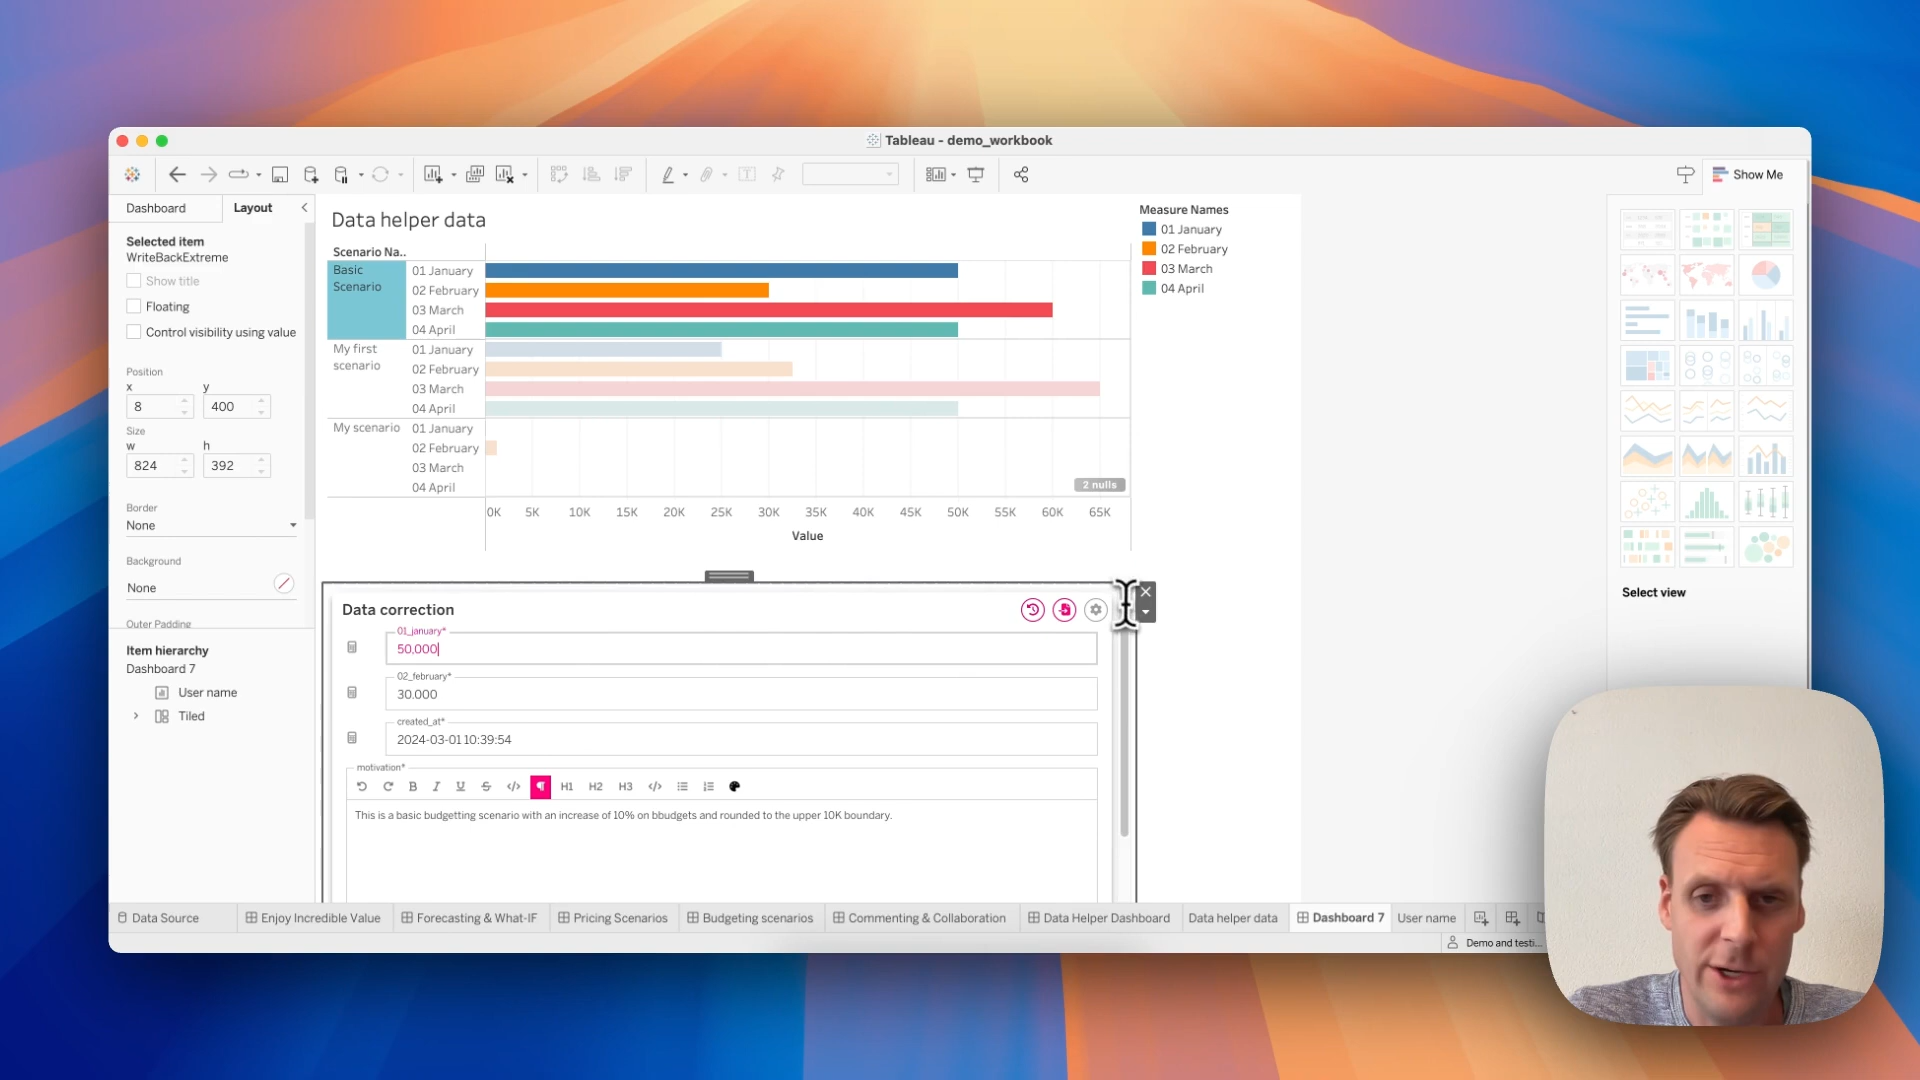 Tableau - demo_workbook
Show Me
Dashboard
Layout
Selected item
WriteBackExtreme
Show title
Floating
Control visibility using value
Position
x
y
8
400
Size
w
h
824
392
Border
None
Background
None
Outer Padding
Item hierarchy
Dashboard 7
User name
Tiled
Data helper data
Scenario Na..
Basic
Scenario
01 January
02 February
03 March
04 April
My first
scenario
01 January
02 February
03 March
04 April
My scenario
01 January
02 February
03 March
04 April
2 nulls
0K 5K 10K 15K 20K 25K 30K 35K 40K 45K 50K 55K 60K 65K
Value
Measure Names
01 January
02 February
03 March
04 April
Select view
Data correction
01_january*
50.000
02_february*
30.000
created_at*
2024-03-01 10:39:54
motivation*
B I U S </> H1 H2 H3 </>
This is a basic budgetting scenario with an increase of 10% on bbudgets and rounded to the upper 10K boundary.
Data Source
Enjoy Incredible Value
Forecasting & What-IF
Pricing Scenarios
Budgeting scenarios
Commenting & Collaboration
Data Helper Dashboard
Data helper data
Dashboard 7
User name
Demo and testi...